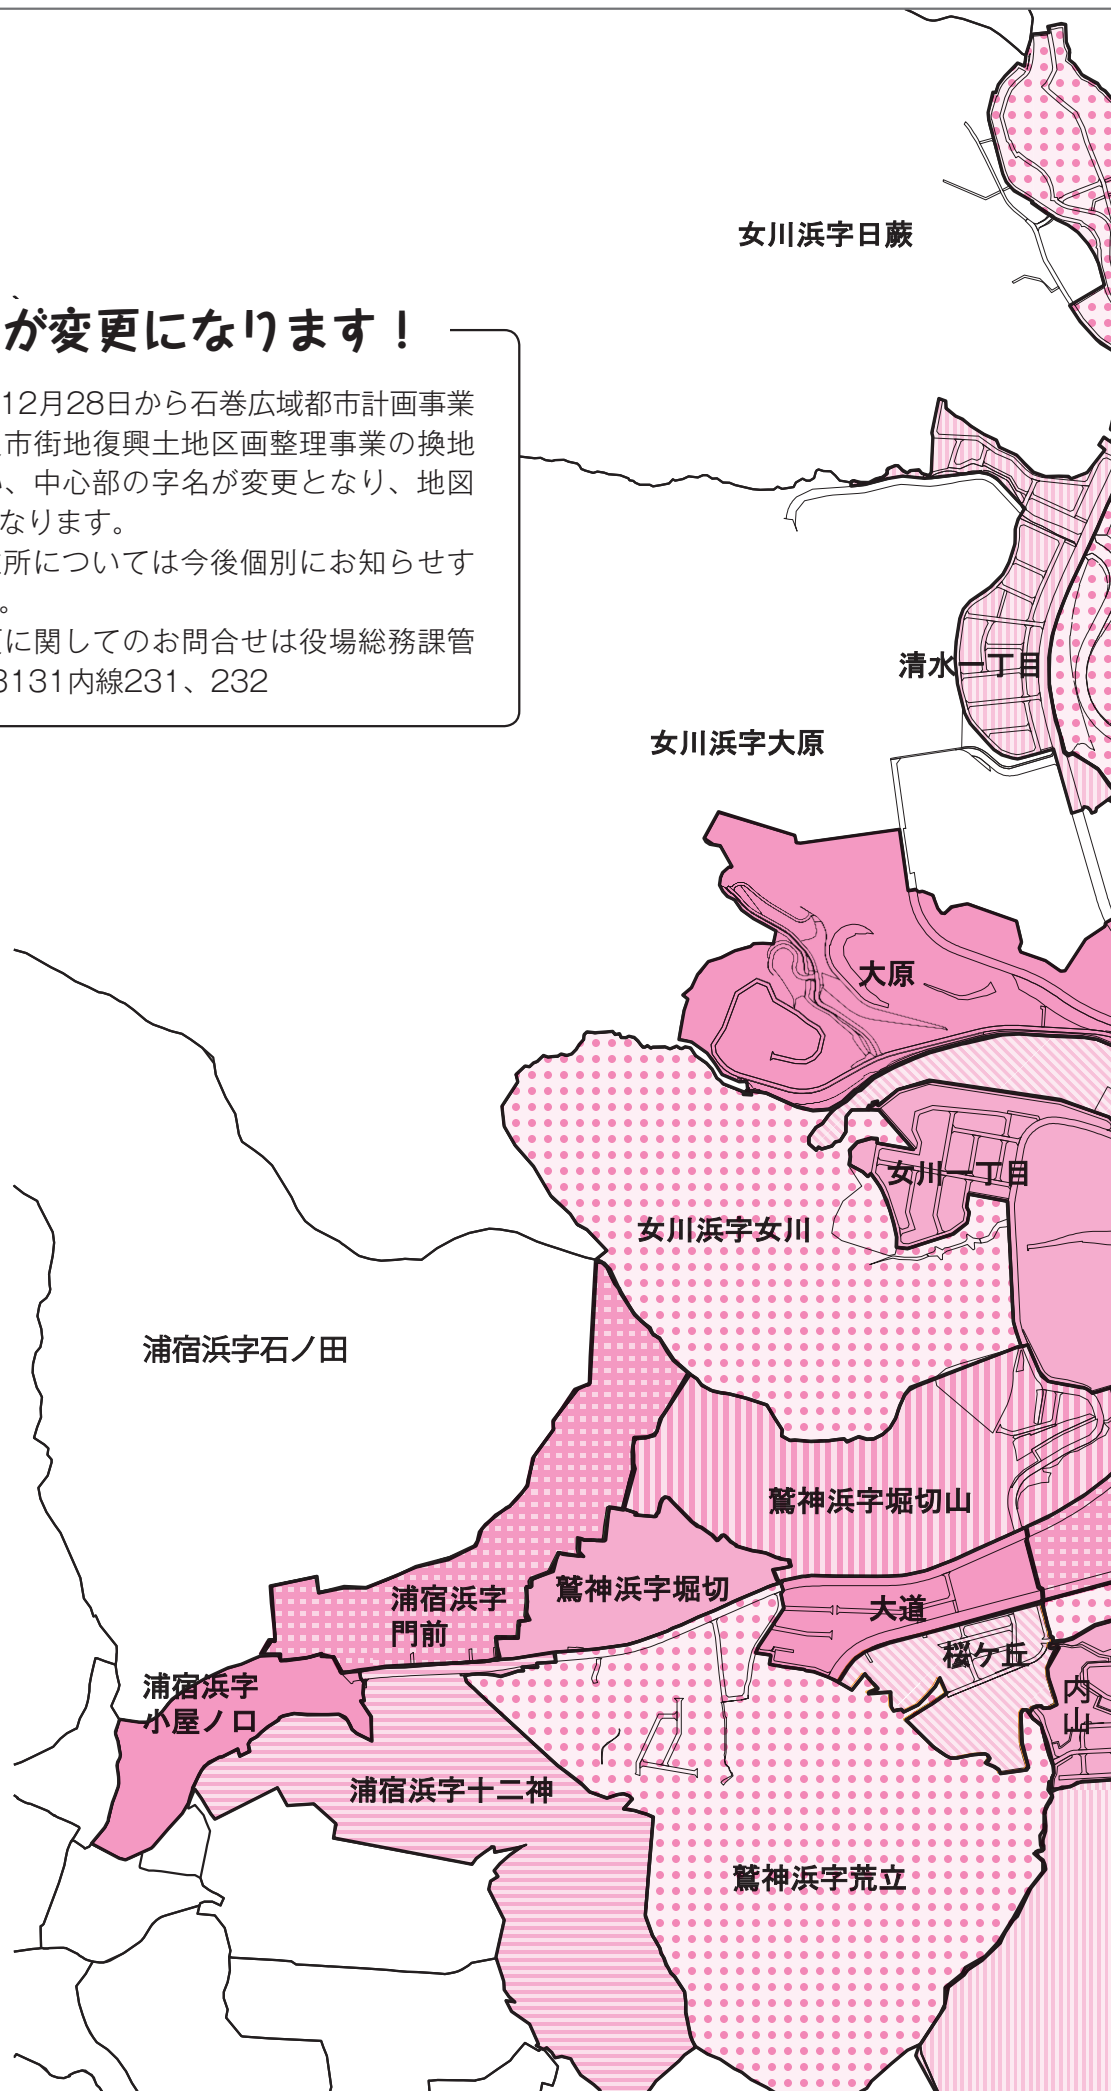 女川浜字日蕨
が変更になります！
12月28日から石巻広域都市計画事業
市街地復興土地区画整理事業の換地
、中心部の字名が変更となり、地図
なります。
所については今後個別にお知らせす
。
に関してのお問合せは役場総務課管
3131内線231、232
清水一丁目
女川浜字大原
大原
女川一丁目
女川浜字女川
浦宿浜字石ノ田
鷲神浜字堀切山
鷲神浜字堀切
浦宿浜字
門前
大道
桜ケ丘
内
山
浦宿浜字
小屋ノ口
浦宿浜字十二神
鷲神浜字荒立